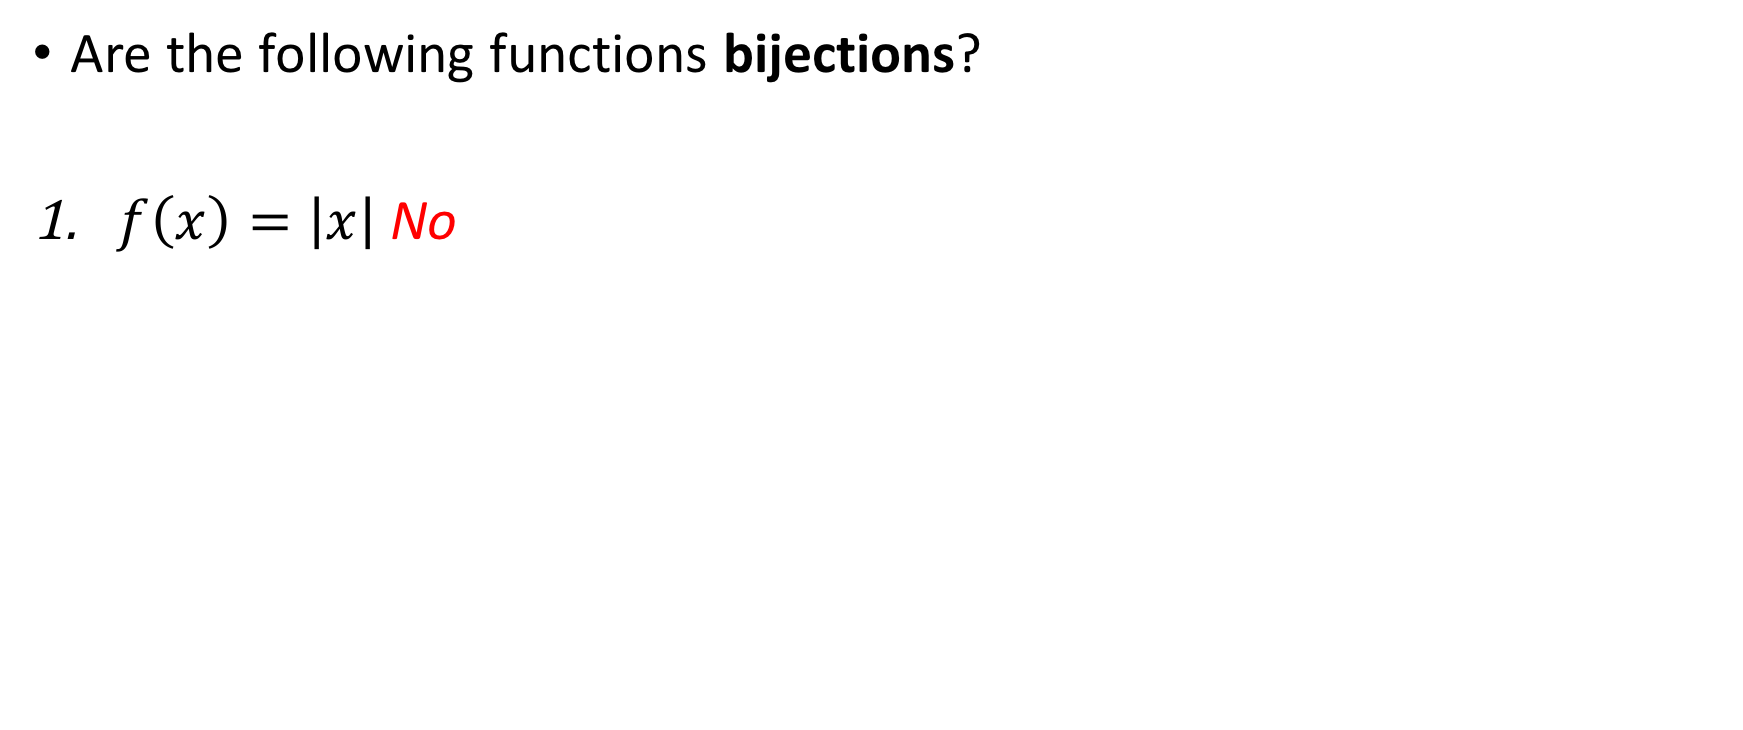 • Are the following functions bijections?
1. f(x) = |x| No